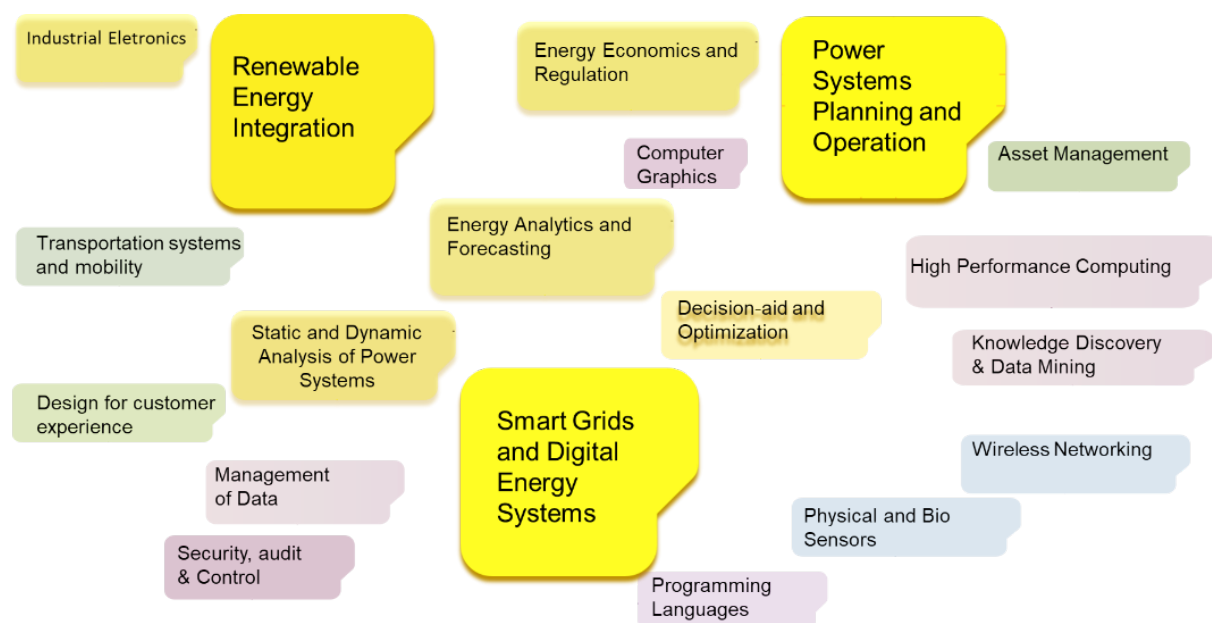 Industrial Eletronics
Renewable
Energy
Integration
Energy Economics and
Regulation
Power
Systems
Planning and
Operation
Computer
Graphics
Asset Management
Transportation systems
and mobility
Energy Analytics and
Forecasting
High Performance Computing
Static and Dynamic
Analysis of Power
Systems
Decision-aid and
Optimization
Knowledge Discovery
& Data Mining
Design for customer
experience
Smart Grids
and Digital
Energy
Systems
Wireless Networking
Management
of Data
Physical and Bio
Sensors
Security, audit
& Control
Programming
Languages